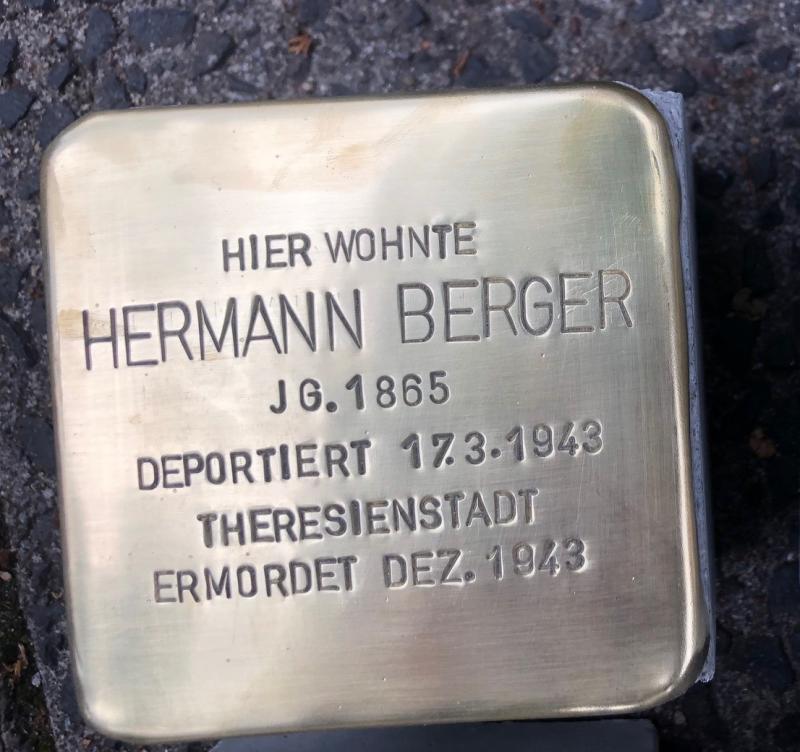 HIER WOHNTE
HERMANN BERGER
JG.1865
DEPORTIERT 17.3.1943
THERESIENSTADT
ERMORDET DEZ.1943